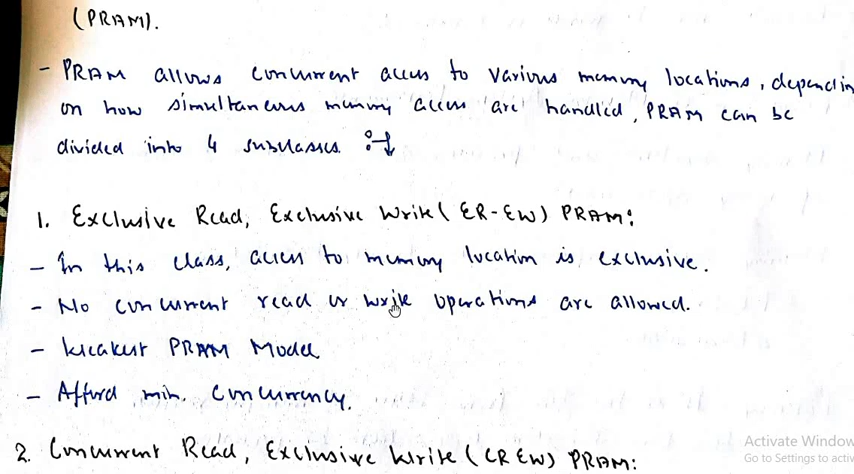 (PRAM).
- PRAM allows concurrent access to various memory locations, dependin
on how simultaneous memory access are handled, PRAM can be
divided into 4 subclasses :↓
1. Exclusive Read, Exclusive Write (ER-EW) PRAM:
- In this class, access to memory location is exclusive.
- No concurrent read or write operations are allowed.
- Weakest PRAM Model
- Afford min. concurrency.
2. Concurrent Read, Exclusive Write (CREW) PRAM:
Activate Window
Go to Settings to activ